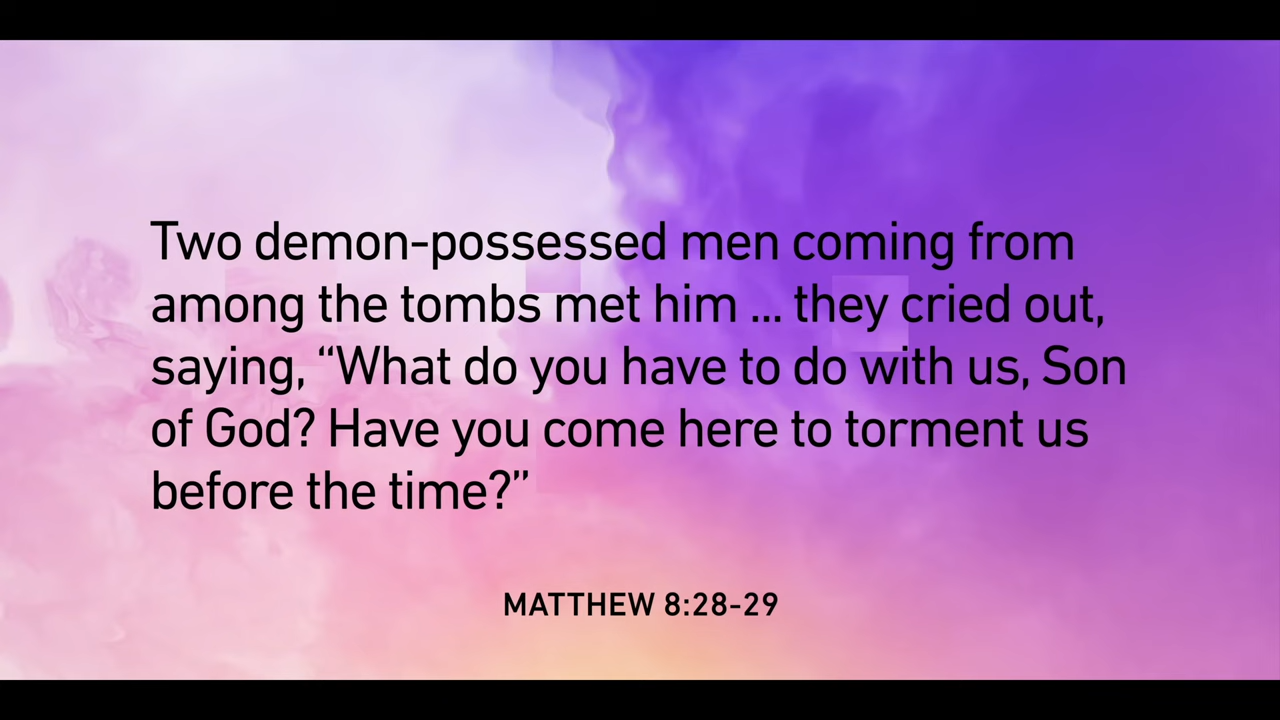 Two demon-possessed men coming from
among the tombs met him ... they cried out,
saying, “What do you have to do with us, Son
of God? Have you come here to torment us
before the time?”
MATTHEW 8:28-29